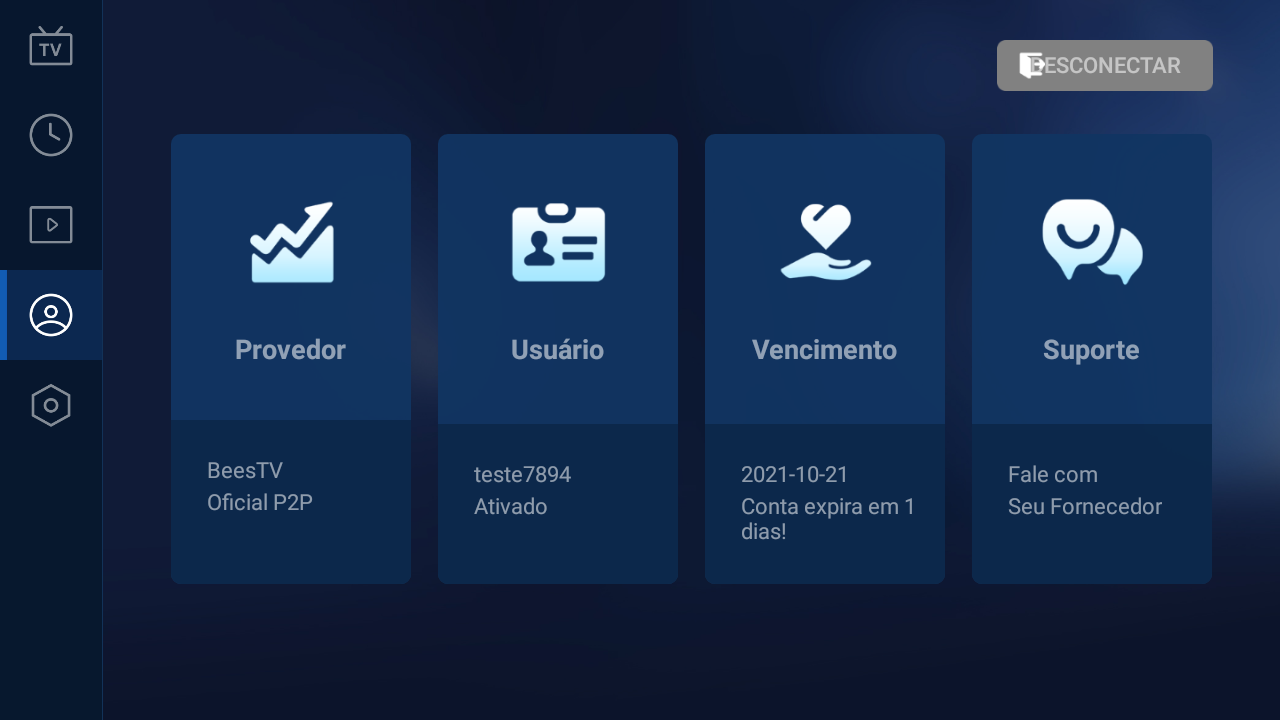 TV
DESCONECTAR
Provedor
BeesTV
Oficial P2P
Usuário
teste7894
Ativado
Vencimento
2021-10-21
Conta expira em 1
dias!
Suporte
Fale com
Seu Fornecedor